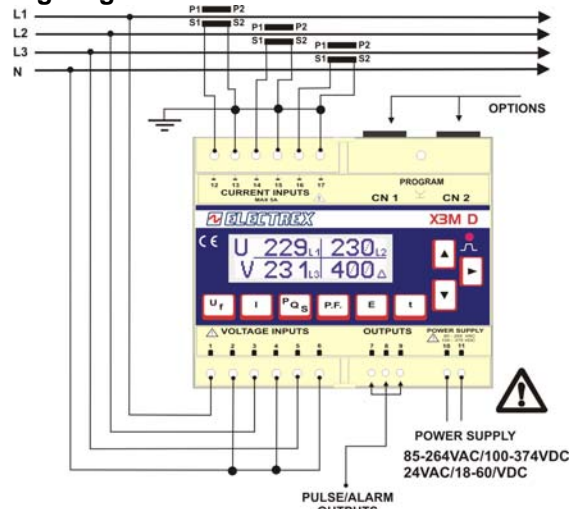 L1
L2
L3
N
P1 P2
S1 S2
P1 P2
S1 S2
P1 P2
S1 S2
OPTIONS
12 13 14 15 16 17
CURRENT INPUTS
MAX 5A
PROGRAM
CN 1 CN 2
ELECTREX
X3M D
CE
U 229 L1 230 L2
V 231 L3 400 △
Uf I PQS P.F. E t
VOLTAGE INPUTS
OUTPUTS
POWER SUPPLY
1 2 3 4 5 6 7 8 9 10 11
POWER SUPPLY
85-264VAC/100-374VDC
24VAC/18-60/VDC
PULSE/ALARM
OUTPUTS